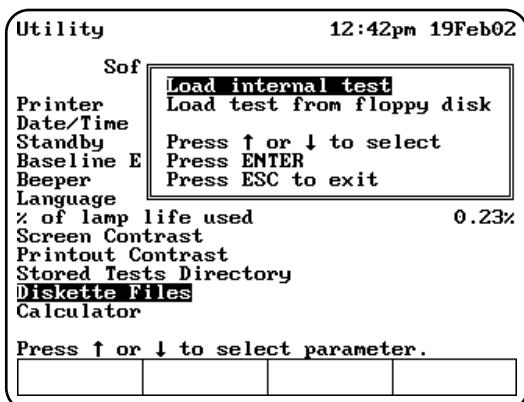 Utility 12:42pm 19Feb02
Sof
Load internal test
Printer Load test from floppy disk
Date/Time
Standby Press ↑ or ↓ to select
Baseline E Press ENTER
Beeper Press ESC to exit
Language
% of lamp life used 0.23%
Screen Contrast
Printout Contrast
Stored Tests Directory
Diskette Files
Calculator
Press ↑ or ↓ to select parameter.